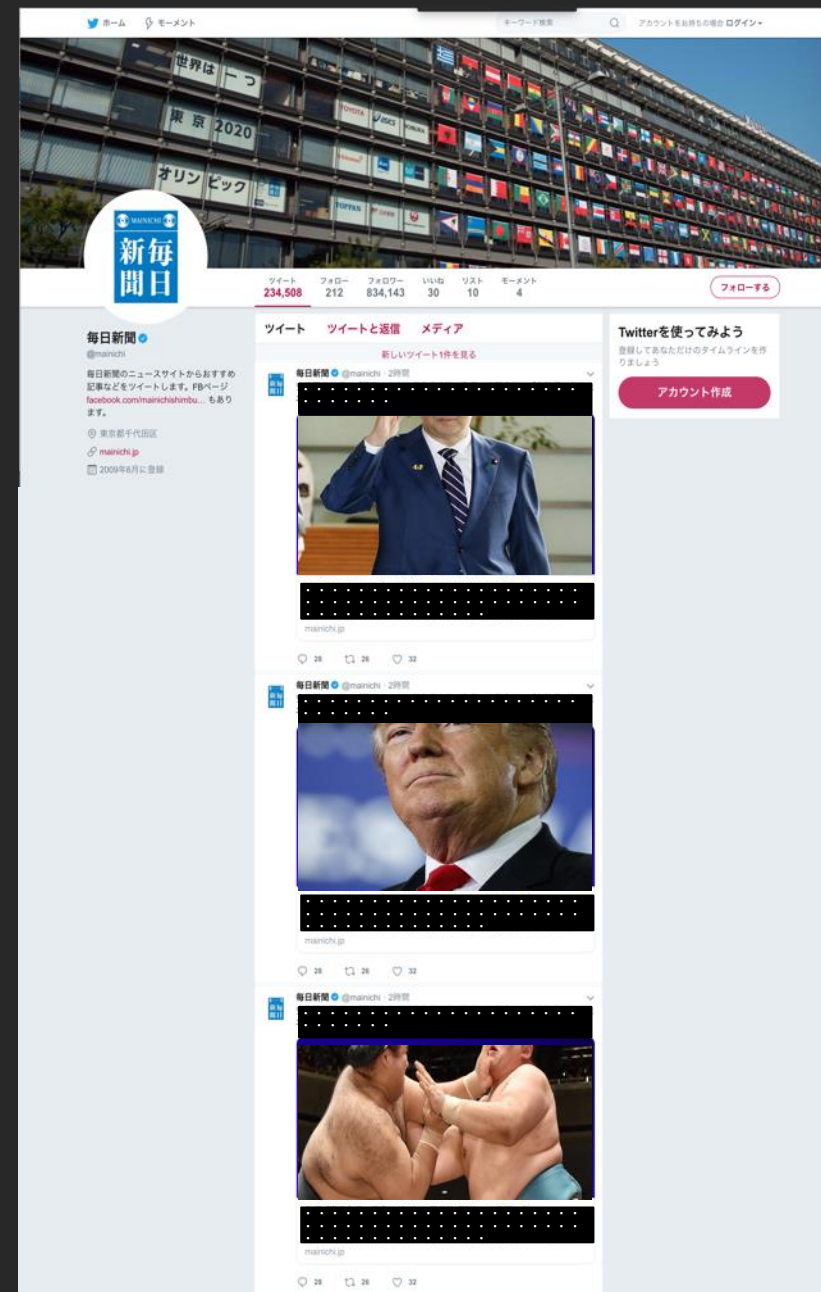 ホーム モーメント キーワード検索 アカウントをお持ちの場合 ログイン
世界は一つ
東京2020
オリンピック
TOYOTA asics
TOPPAN
MAINICHI
毎日新聞
ツイート フォロー フォロワー いいね リスト モーメント
234,508 212 834,143 30 10 4
フォローする
毎日新聞
@mainichi
毎日新聞のニュースサイトからおすすめ
記事などをツイートします。FBページ
facebook.com/mainichishimbu... もあり
ます。
東京都千代田区
mainichi.jp
2009年6月に登録
ツイート ツイートと返信 メディア
新しいツイート1件を見る
毎日新聞 @mainichi · 2時間
mainichi.jp
28 26 32
毎日新聞 @mainichi · 2時間
mainichi.jp
28 26 32
毎日新聞 @mainichi · 2時間
mainichi.jp
28 26 32
Twitterを使ってみよう
登録してあなただけのタイムラインを作
りましょう
アカウント作成